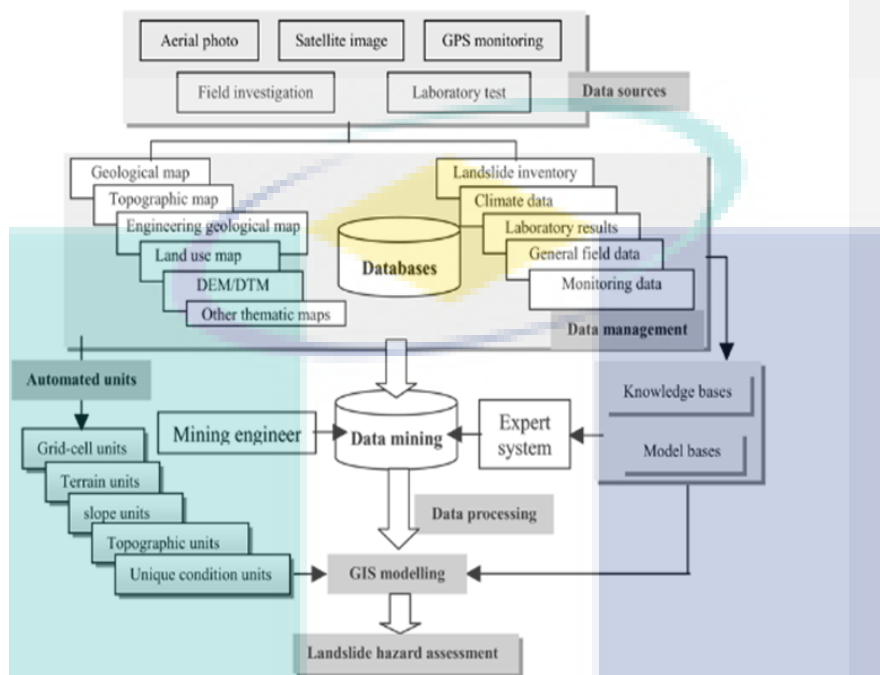 Aerial photo
Satellite image
GPS monitoring
Field investigation
Laboratory test
Data sources
Geological map
Topographic map
Engineering geological map
Land use map
DEM/DTM
Other thematic maps
Databases
Landslide inventory
Climate data
Laboratory results
General field data
Monitoring data
Data management
Automated units
Grid-cell units
Terrain units
slope units
Topographic units
Unique condition units
Mining engineer
Data mining
Expert
system
Knowledge bases
Model bases
Data processing
GIS modelling
Landslide hazard assessment